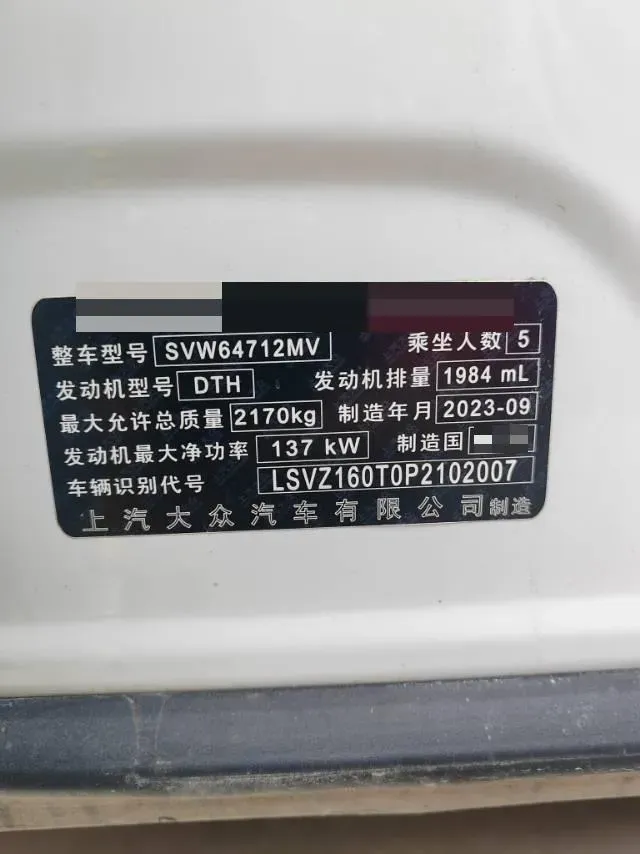 整车型号 SVW64712MV 乘坐人数 5
发动机型号 DTH 发动机排量 1984 mL
最大允许总质量 2170kg 制造年月 2023-09
发动机最大净功率 137 kW 制造国
车辆识别代号 LSVZ160T0P2102007
上汽大众汽车有限公司制造